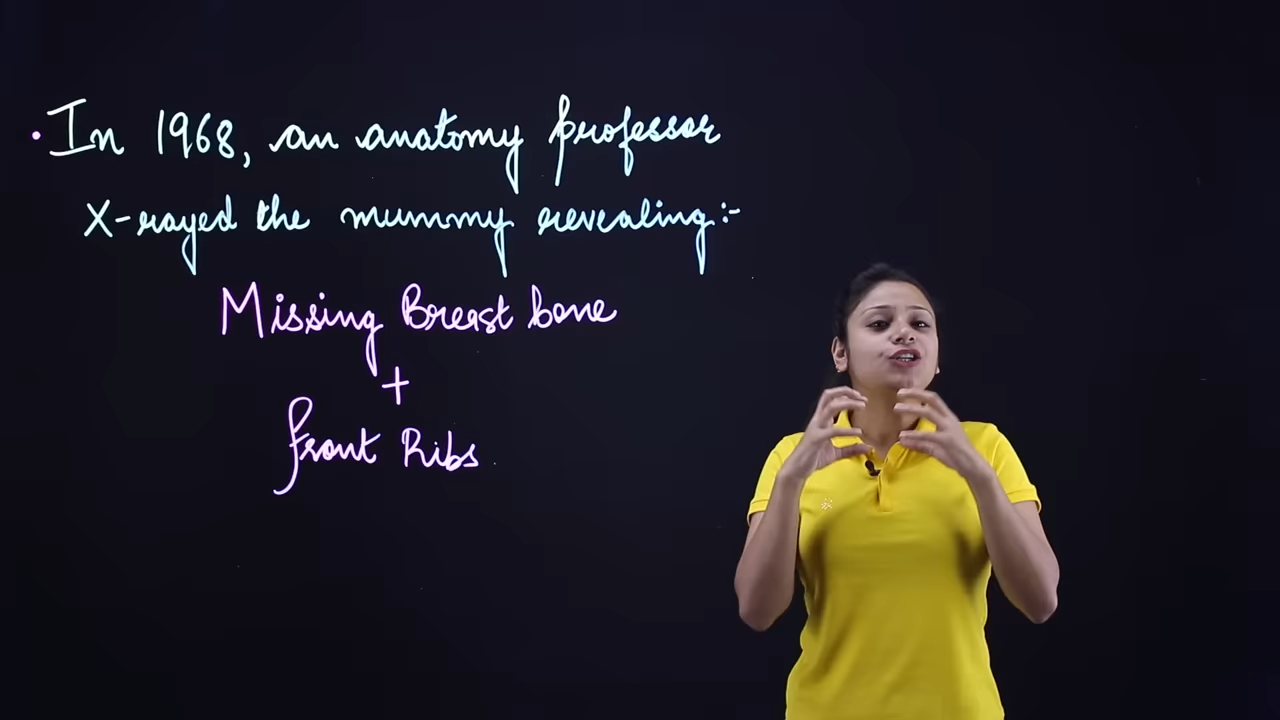 • In 1968, an anatomy professor
X-rayed the mummy revealing:-
Missing Breast bone
+
front Ribs